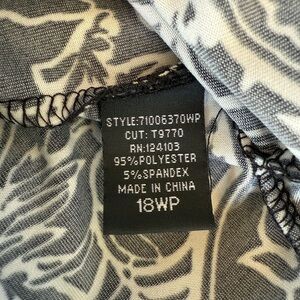 STYLE:71006370WP
CUT: T9770
RN:124103
95%POLYESTER
5%SPANDEX
MADE IN CHINA
18WP